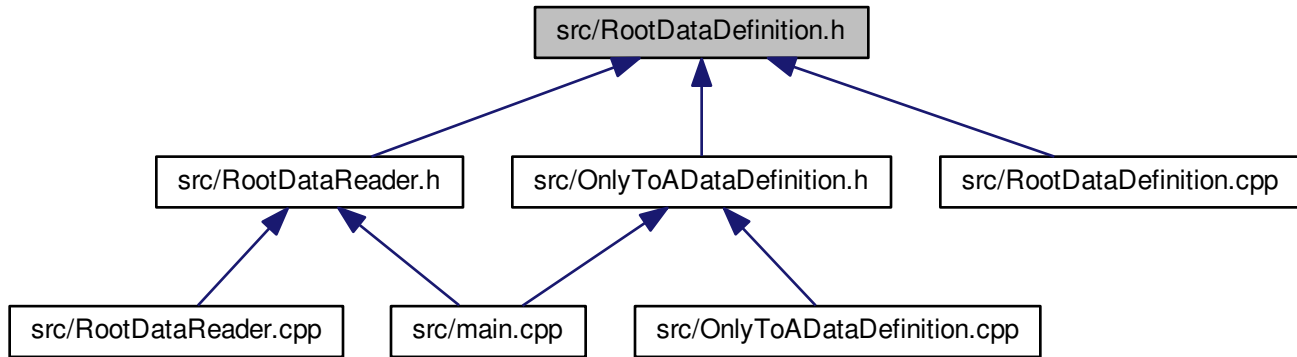 src/RootDataDefinition.h
src/RootDataReader.h
src/OnlyToADataDefinition.h
src/RootDataDefinition.cpp
src/RootDataReader.cpp
src/main.cpp
src/OnlyToADataDefinition.cpp